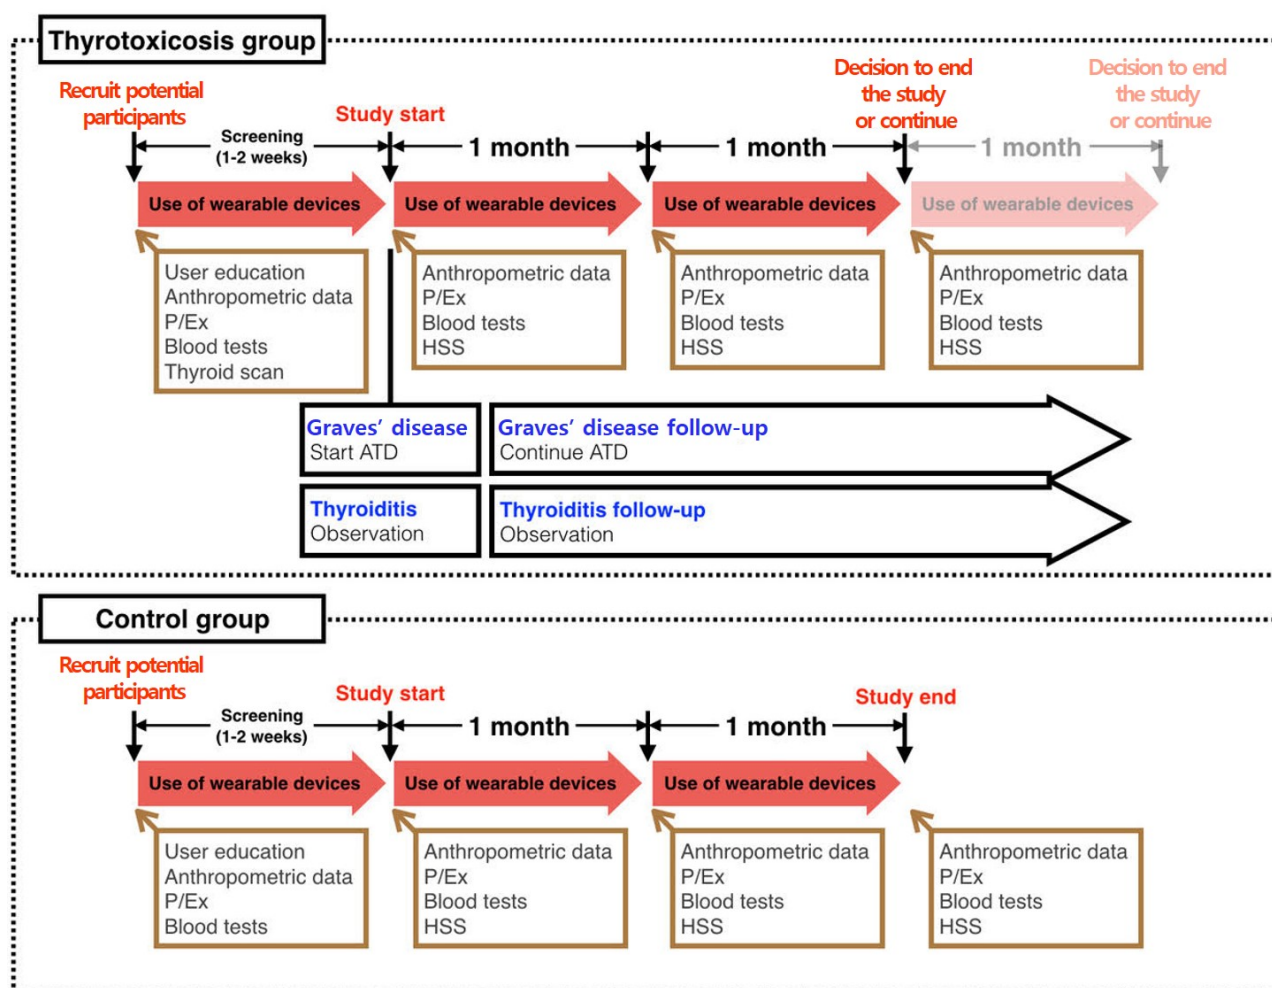 Thyrotoxicosis group
Recruit potential
participants
Screening
(1-2 weeks)
Study start
1 month
1 month
Decision to end
the study
or continue
1 month
Decision to end
the study
or continue
Use of wearable devices
Use of wearable devices
Use of wearable devices
Use of wearable devices
User education
Anthropometric data
P/Ex
Blood tests
Thyroid scan
Anthropometric data
P/Ex
Blood tests
HSS
Anthropometric data
P/Ex
Blood tests
HSS
Anthropometric data
P/Ex
Blood tests
HSS
Graves’ disease
Start ATD
Graves’ disease follow-up
Continue ATD
Thyroiditis
Observation
Thyroiditis follow-up
Observation
Control group
Recruit potential
participants
Screening
(1-2 weeks)
Study start
1 month
1 month
Study end
Use of wearable devices
Use of wearable devices
Use of wearable devices
User education
Anthropometric data
P/Ex
Blood tests
Anthropometric data
P/Ex
Blood tests
HSS
Anthropometric data
P/Ex
Blood tests
HSS
Anthropometric data
P/Ex
Blood tests
HSS